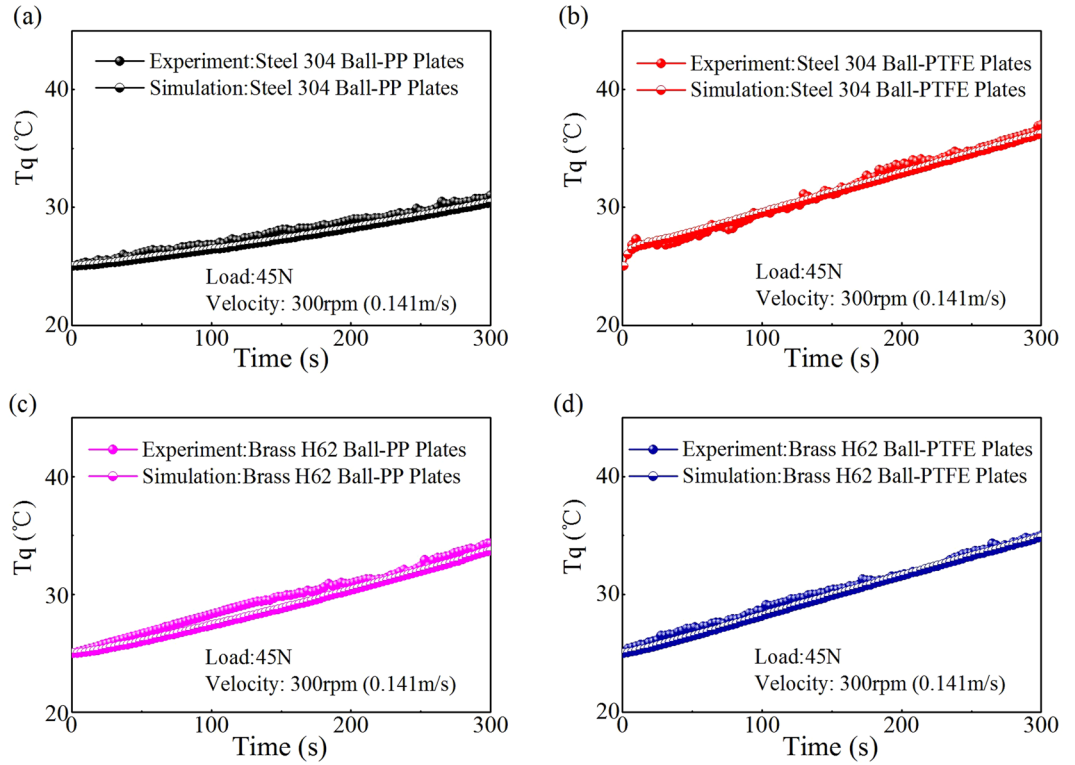 (a)
Experiment:Steel 304 Ball-PP Plates
Simulation:Steel 304 Ball-PP Plates
Tq (℃)
40
30
20
Load:45N
Velocity: 300rpm (0.141m/s)
0 100 200 300
Time (s)
(b)
Experiment:Steel 304 Ball-PTFE Plates
Simulation:Steel 304 Ball-PTFE Plates
Tq (℃)
40
30
20
Load:45N
Velocity: 300rpm (0.141m/s)
0 100 200 300
Time (s)
(c)
Experiment:Brass H62 Ball-PP Plates
Simulation:Brass H62 Ball-PP Plates
Tq (℃)
40
30
20
Load:45N
Velocity: 300rpm (0.141m/s)
0 100 200 300
Time (s)
(d)
Experiment:Brass H62 Ball-PTFE Plates
Simulation:Brass H62 Ball-PTFE Plates
Tq (℃)
40
30
20
Load:45N
Velocity: 300rpm (0.141m/s)
0 100 200 300
Time (s)